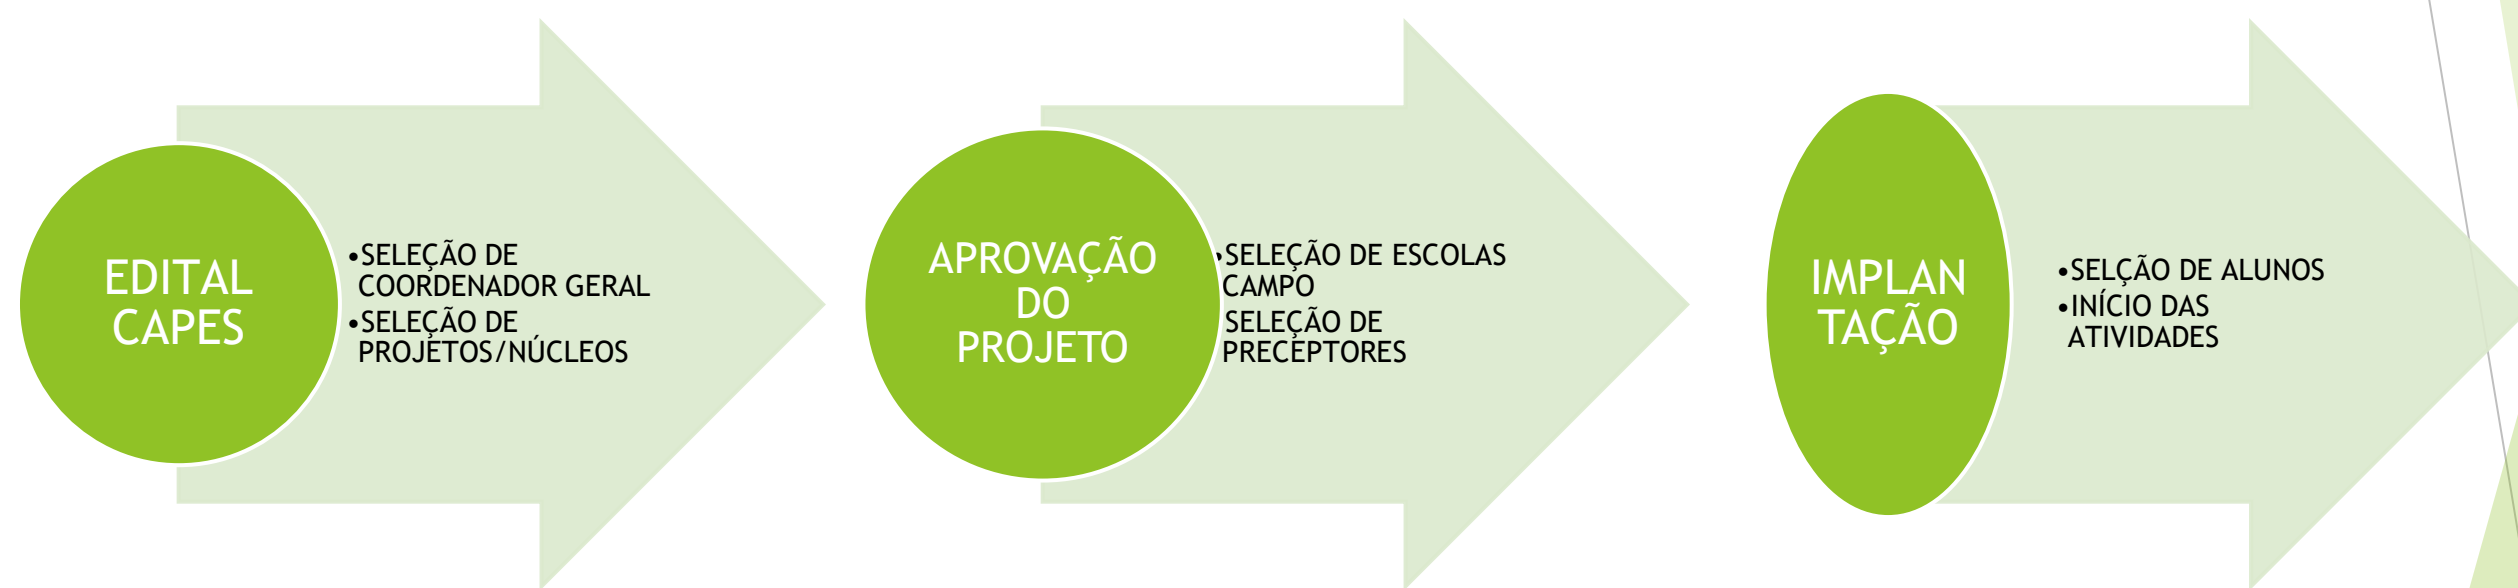 EDITAL
CAPES
•SELEÇÃO DE
COORDENADOR GERAL
•SELEÇÃO DE
PROJETOS/NÚCLEOS
APROVAÇÃO
DO
PROJETO
•SELEÇÃO DE ESCOLAS
CAMPO
SELEÇÃO DE
PRECEPTORES
IMPLAN
TAÇÃO
•SELÇÃO DE ALUNOS
•INÍCIO DAS
ATIVIDADES